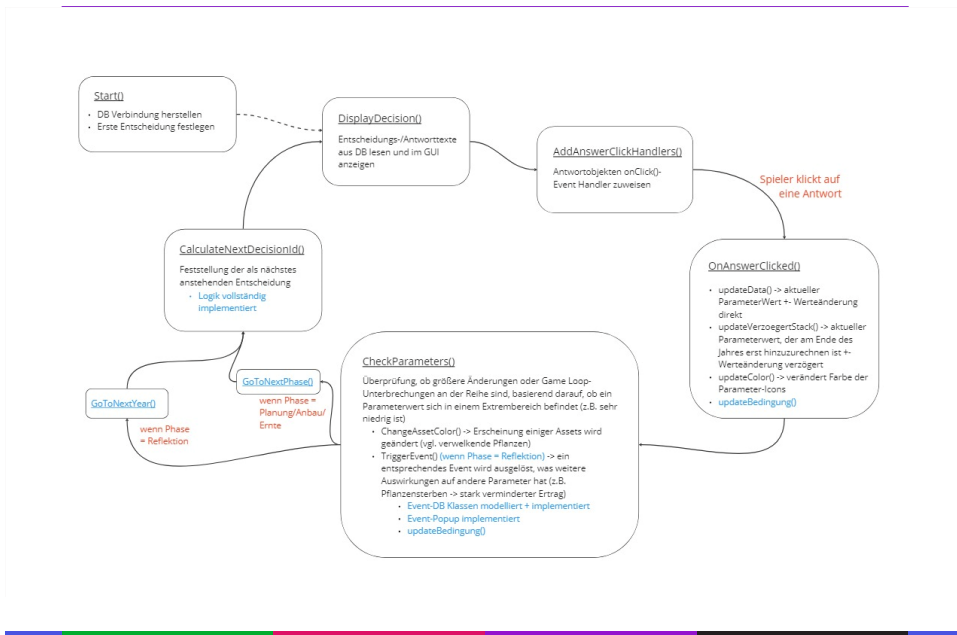 Start()
• DB Verbindung herstellen
• Erste Entscheidung festlegen
DisplayDecision()
Entscheidungs-/Antworttexte
aus DB lesen und im GUI
anzeigen
AddAnswerClickHandlers()
Antwortobjekten onClick()-
Event Handler zuweisen
Spieler klickt auf
eine Antwort
OnAnswerClicked()
• updateData() -> aktueller
ParameterWert +- Werteänderung
direkt
• updateVerzoegertStack() -> aktueller
Parameterwert, der am Ende des
Jahres erst hinzuzurechnen ist +-
Werteänderung verzögert
• updateColor() -> verändert Farbe der
Parameter-Icons
• updateBedingung()
CheckParameters()
Überprüfung, ob größere Änderungen oder Game Loop-
Unterbrechungen an der Reihe sind, basierend darauf, ob ein
Parameterwert sich in einem Extrembereich befindet (z.B. sehr
niedrig ist)
• ChangeAssetColor() -> Erscheinung einiger Assets wird
geändert (vgl. verwelkende Pflanzen)
• TriggerEvent() (wenn Phase = Reflektion) -> ein
entsprechendes Event wird ausgelöst, was weitere
Auswirkungen auf andere Parameter hat (z.B.
Pflanzensterben -> stark verminderter Ertrag)
• Event-DB Klassen modelliert + implementiert
• Event-Popup implementiert
• updateBedingung()
GoToNextPhase()
wenn Phase =
Planung/Anbau/
Ernte
GoToNextYear()
wenn Phase
= Reflektion
CalculateNextDecisionId()
Feststellung der als nächstes
anstehenden Entscheidung
• Logik vollständig
implementiert